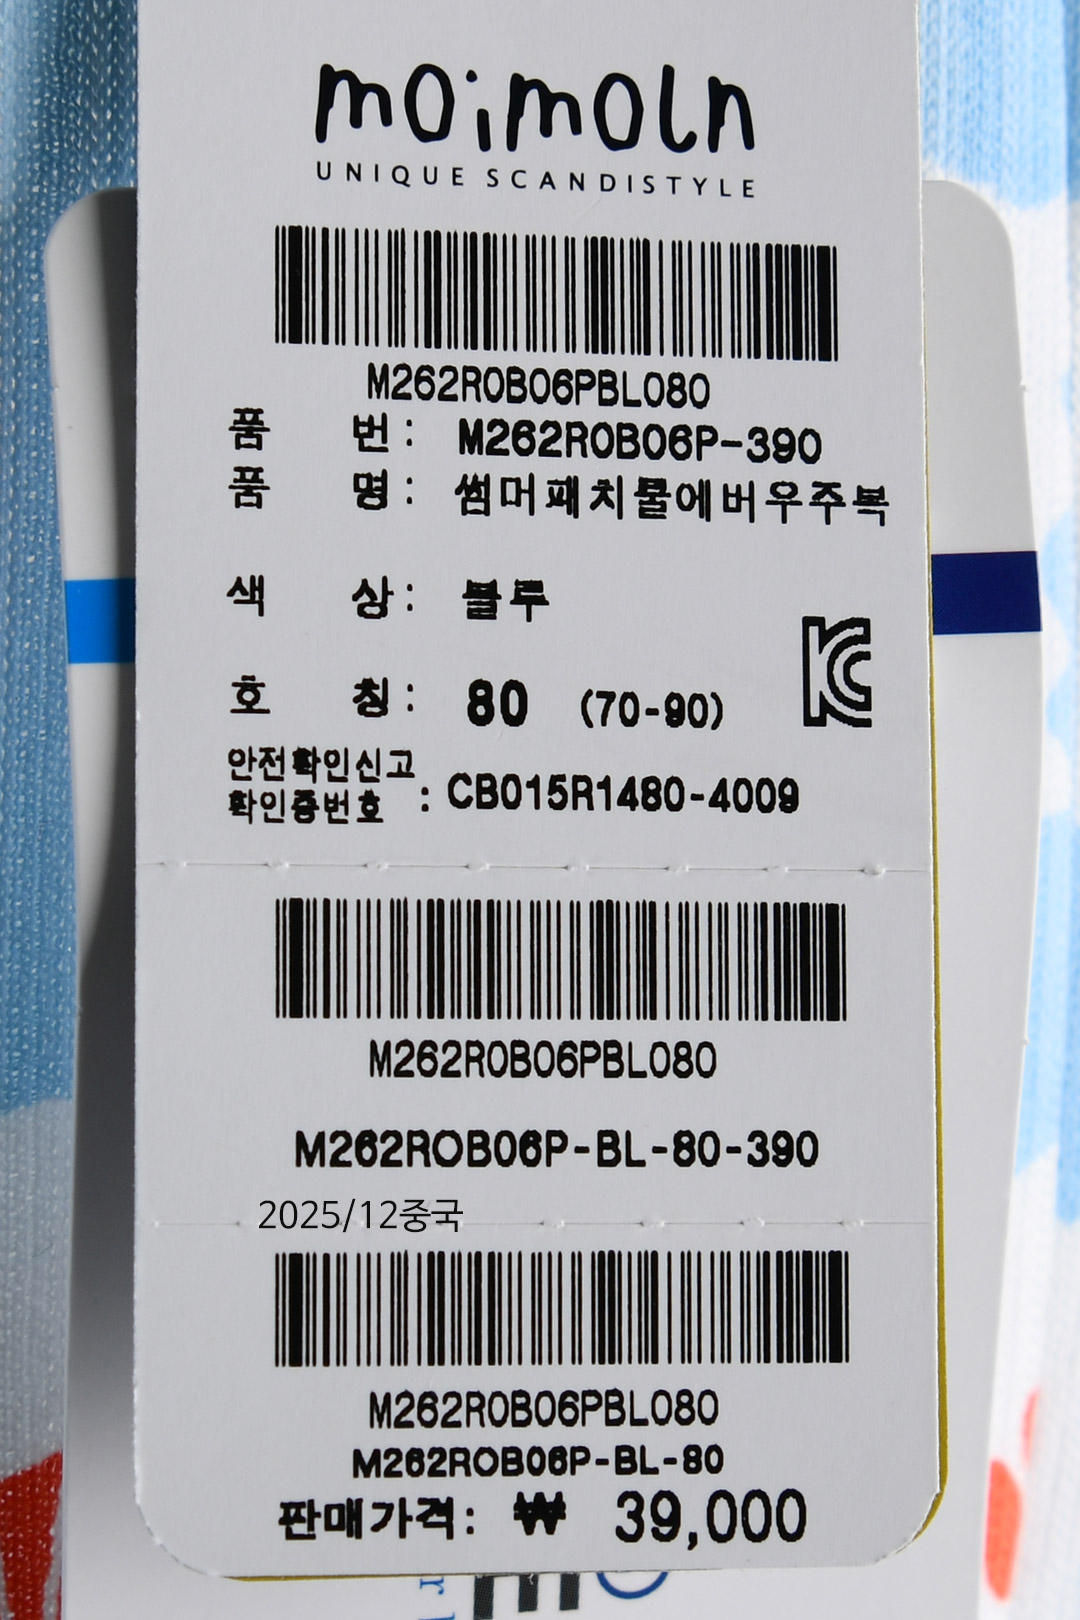 moimoln
UNIQUE SCANDISTYLE
M262R0B06PBL080
품 번 : M262R0B06P-390
품 명 : 썸머패치물에버우주복
색 상 : 블루
호 칭 : 80 (70-90)
안전확인신고
확인증번호 : CB015R1480-4009
M262R0B06PBL080
M262R0B06P-BL-80-390
2025/12중국
M262R0B06PBL080
M262R0B06P-BL-80
판매가격: ₩ 39,000